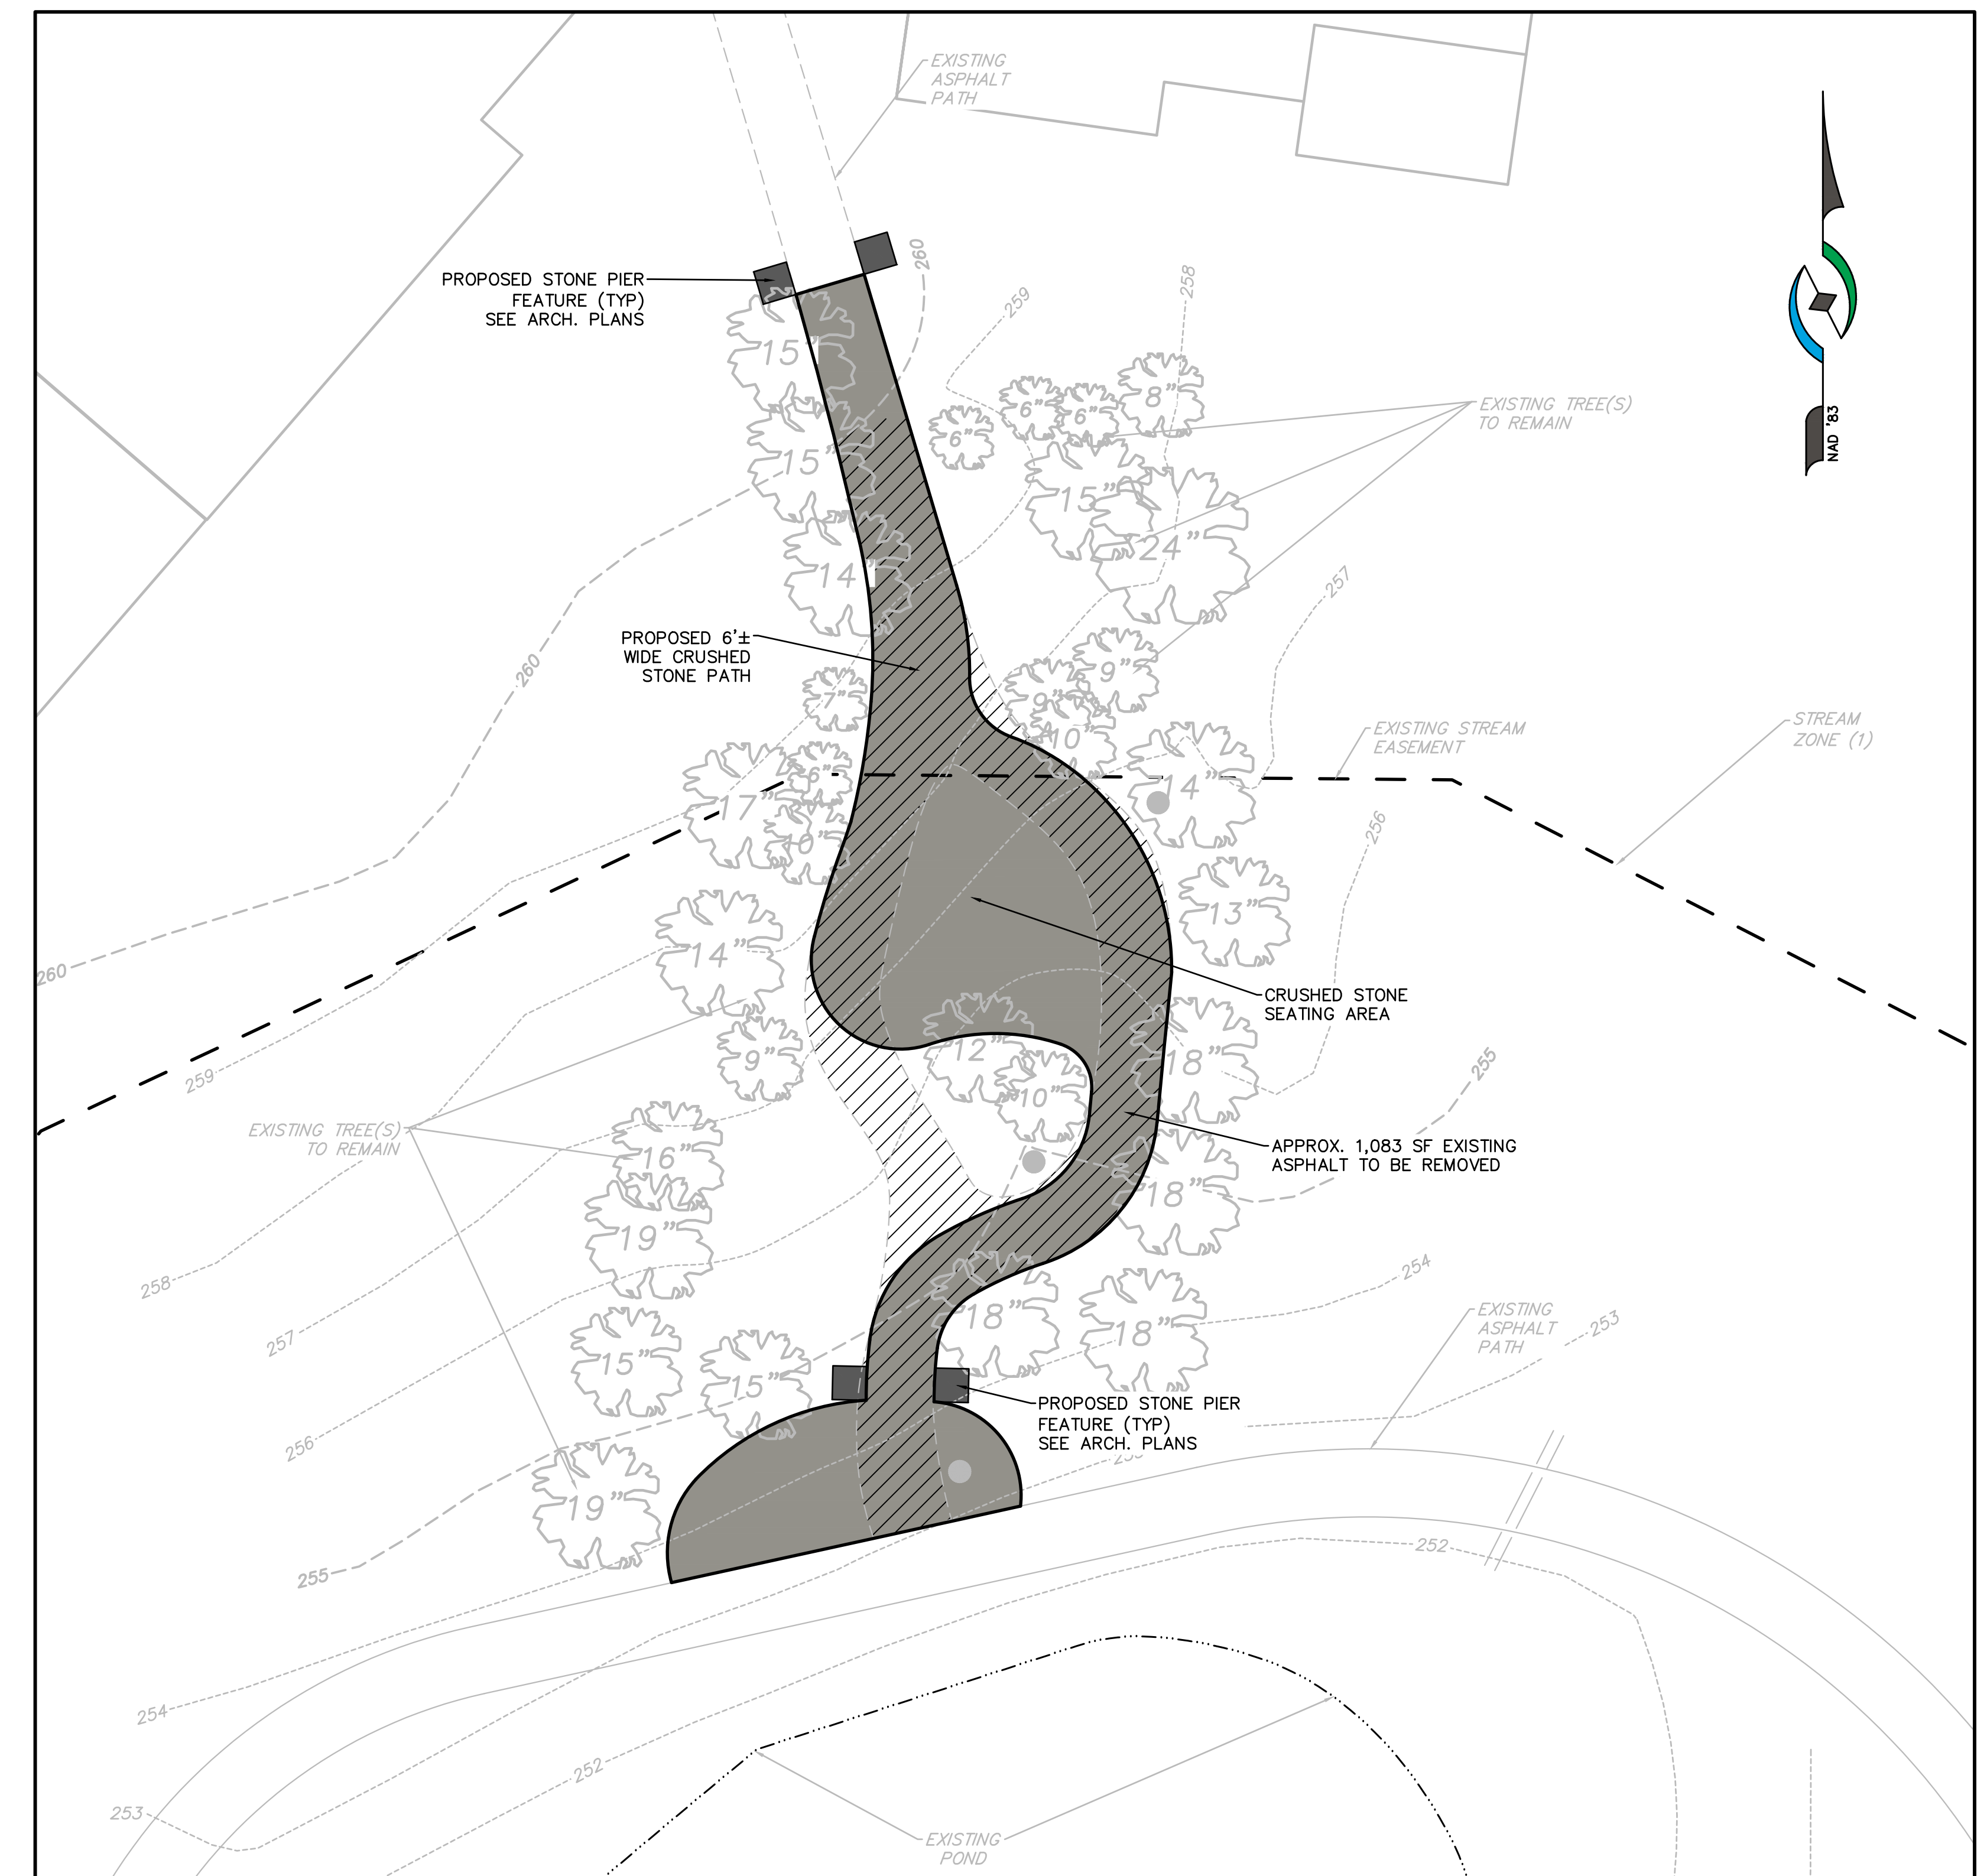 EXISTING
ASPHALT
PATH
260
259
258
PROPOSED STONE PIER
FEATURE (TYP)
SEE ARCH. PLANS
15"
6"
6"
6"
8"
EXISTING TREE(S)
TO REMAIN
NAD '83
15"
15"
24"
14"
257
PROPOSED 6'±
WIDE CRUSHED
STONE PATH
260
7"
9"
9"
10"
EXISTING STREAM
EASEMENT
STREAM
ZONE (1)
6"
17"
10"
14"
256
13"
14"
260
CRUSHED STONE
SEATING AREA
12"
10"
18"
9"
255
259
EXISTING TREE(S)
TO REMAIN
16"
APPROX. 1,083 SF EXISTING
ASPHALT TO BE REMOVED
18"
19"
258
254
18"
18"
EXISTING
ASPHALT
PATH
253
257
15"
15"
PROPOSED STONE PIER
FEATURE (TYP)
SEE ARCH. PLANS
256
253
19"
252
255
254
252
253
EXISTING
POND